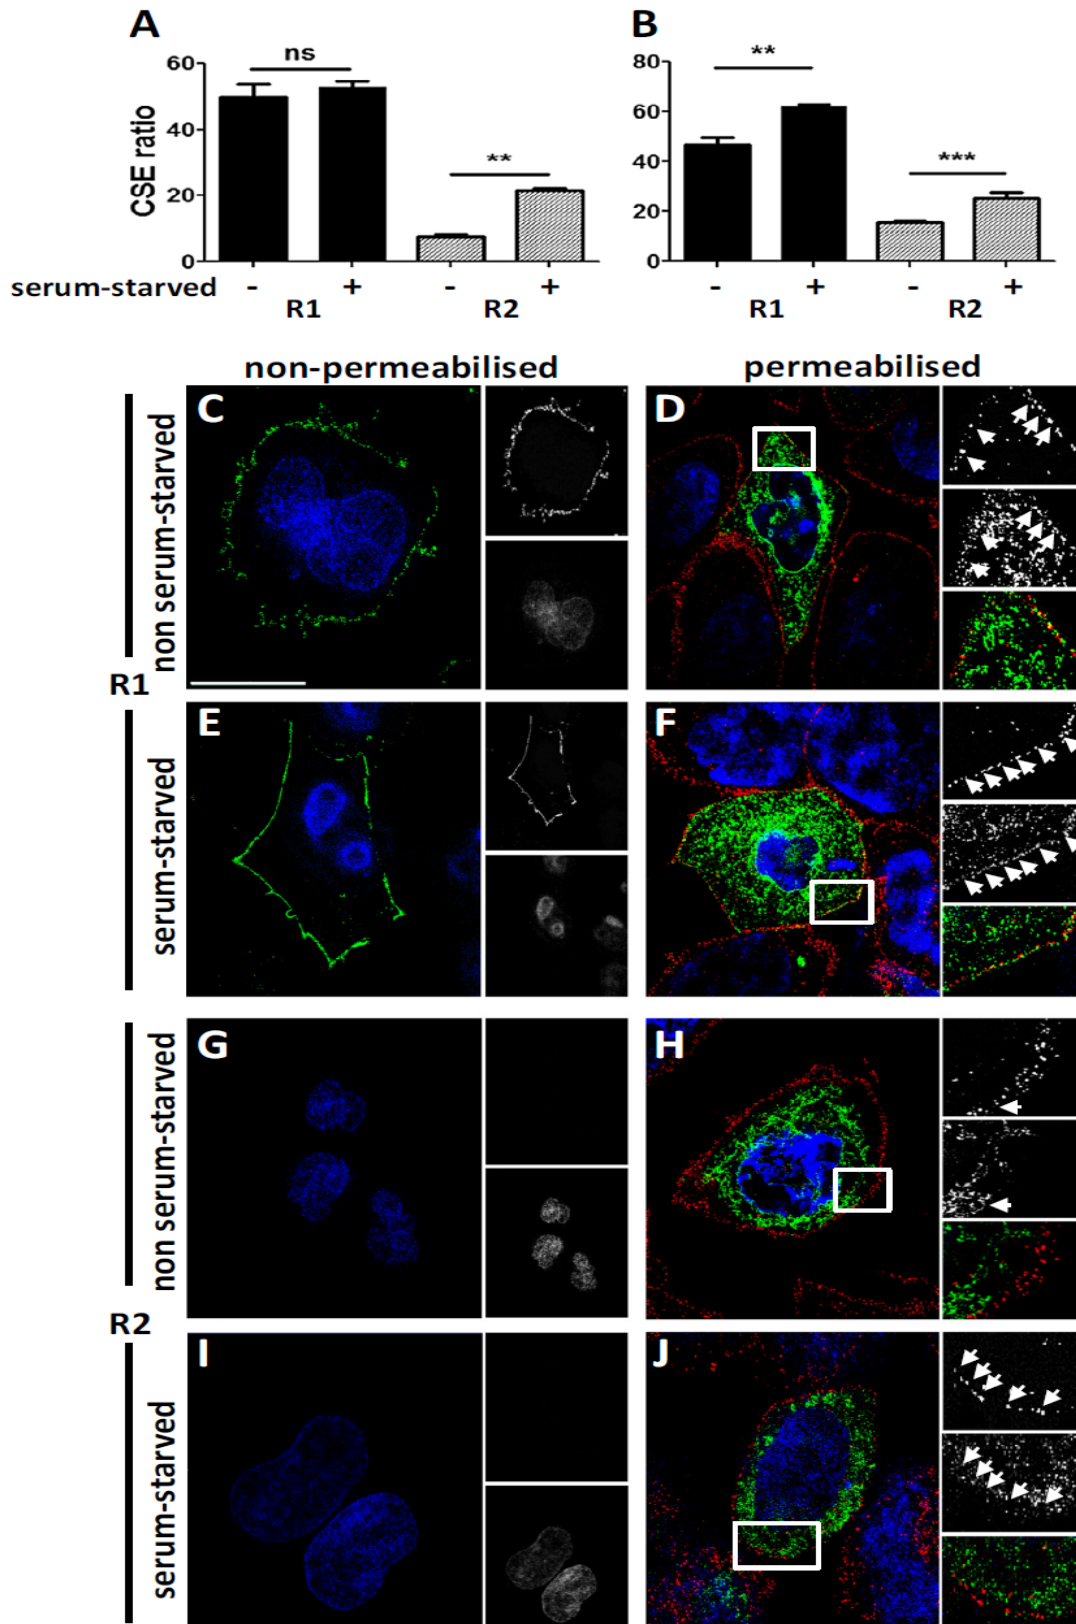 A B
60 ns 80 **
CSE ratio
40 60
** ***
40
20
20
0 0
serum-starved - + - + - + - +
R1 R2 R1 R2
non-permeabilised permeabilised
C D
non serum-starved
R1
E F
serum-starved
G H
non serum-starved
R2
I J
serum-starved